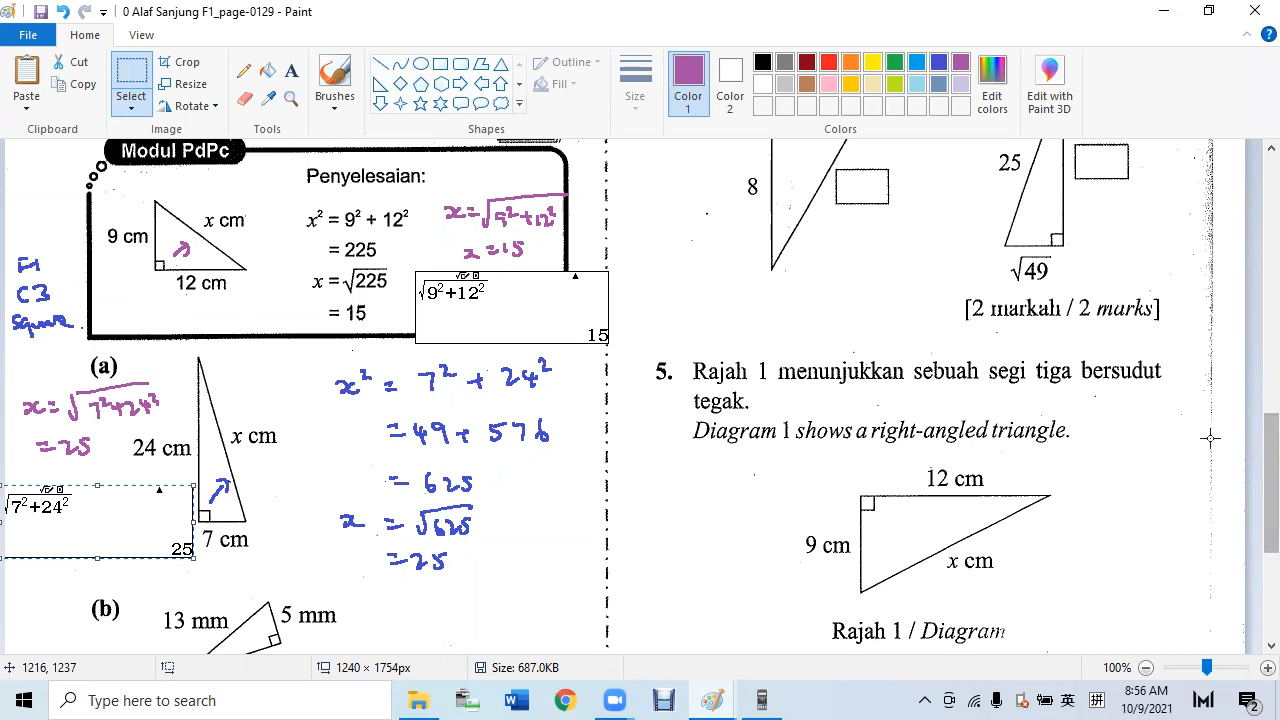 0 Alaf Sanjung F1_page-0129 - Paint
File
Home
View
Paste
Cut
Copy
Clipboard
Select
Crop
Resize
Rotate
Image
Tools
Brushes
Shapes
Outline
Fill
Size
Color 1
Color 2
Edit colors
Edit with Paint 3D
Colors
Modul PdPc
9 cm
x cm
12 cm
Penyelesaian:
x² = 9² + 12²
= 225
x = √225
= 15
x = √9²+12²
x = 15
√9²+12²
15
F1
C3
Square
(a)
x = √7²+24²
= 25
24 cm
x cm
7 cm
√7²+24²
25
x² = 7² + 24²
= 49 + 576
= 625
x = √625
= 25
(b)
13 mm
5 mm
8
25
√49
[2 markah / 2 marks]
5. Rajah 1 menunjukkan sebuah segi tiga bersudut
tegak.
Diagram 1 shows a right-angled triangle.
12 cm
9 cm
x cm
Rajah 1 / Diagram
1216, 1237
1240 × 1754px
Size: 687.0KB
100%
Type here to search
英
拼
8:56 AM
10/9/2021
2